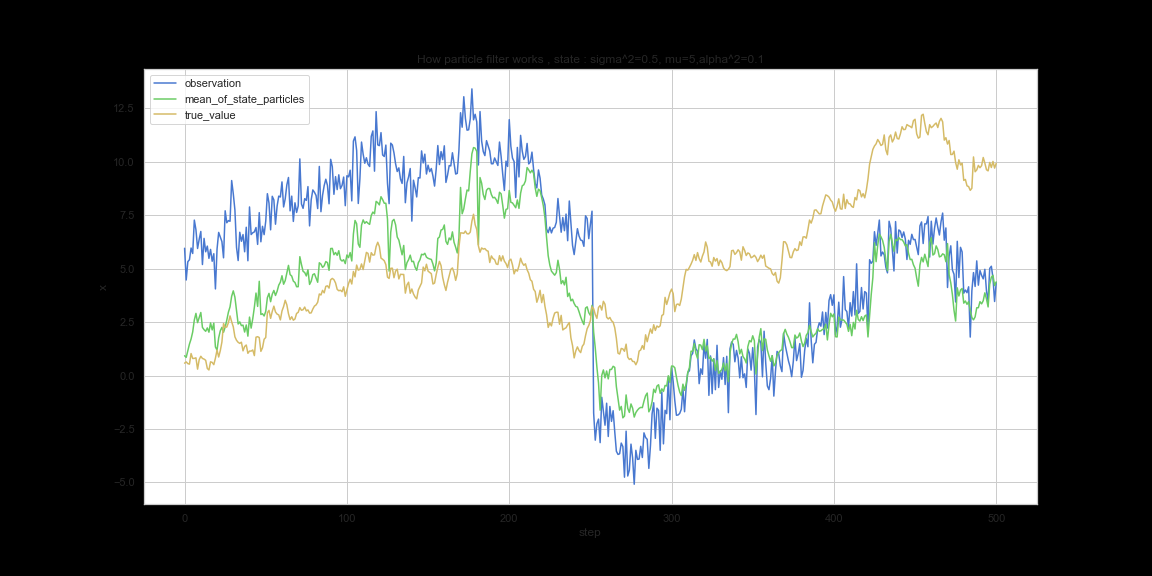 How particle filter works , state : sigma^2=0.5, mu=5,alpha^2=0.1
observation
mean_of_state_particles
true_value
12.5
10.0
7.5
5.0
2.5
0.0
−2.5
−5.0
x
0 100 200 300 400 500
step